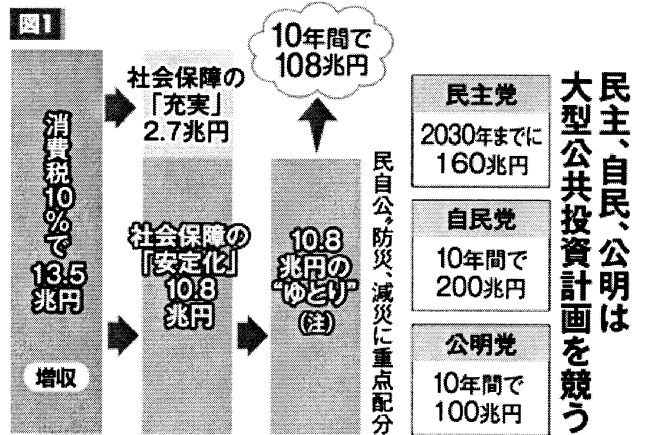 図1
消費税10%で
13.5
兆円
増収
社会保障の
「充実」
2.7兆円
社会保障の
「安定化」
10.8
兆円
10年間で
108兆円
10.8
兆円の
“ゆとり”
(注)
民自公“防災、減災に重点配分
民主党
2030年までに
160兆円
自民党
10年間で
200兆円
公明党
10年間で
100兆円
民主、自民、公明は
大型公共投資計画を競う